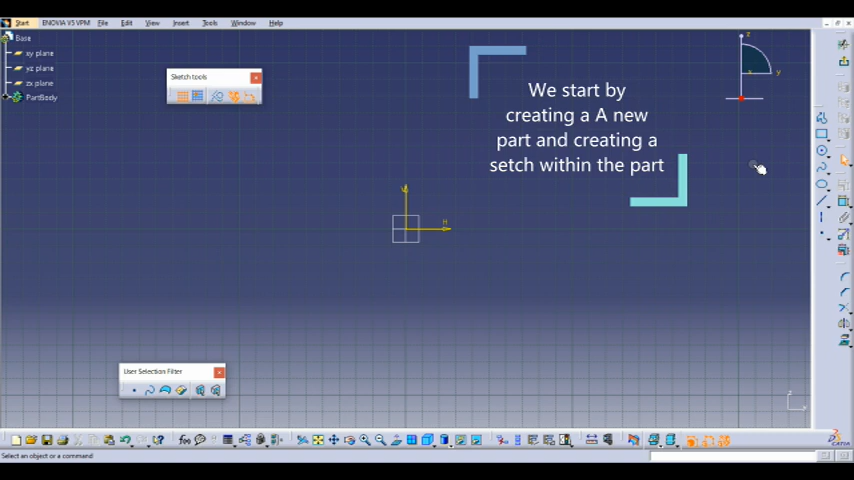 Start ENOVIA V5 VPM File Edit View Insert Tools Window Help
Base
xy plane
yz plane
zx plane
PartBody
Sketch tools
We start by
creating a A new
part and creating a
setch within the part
z
y
V
H
User Selection Filter
f(x)
CATIA
Select an object or a command